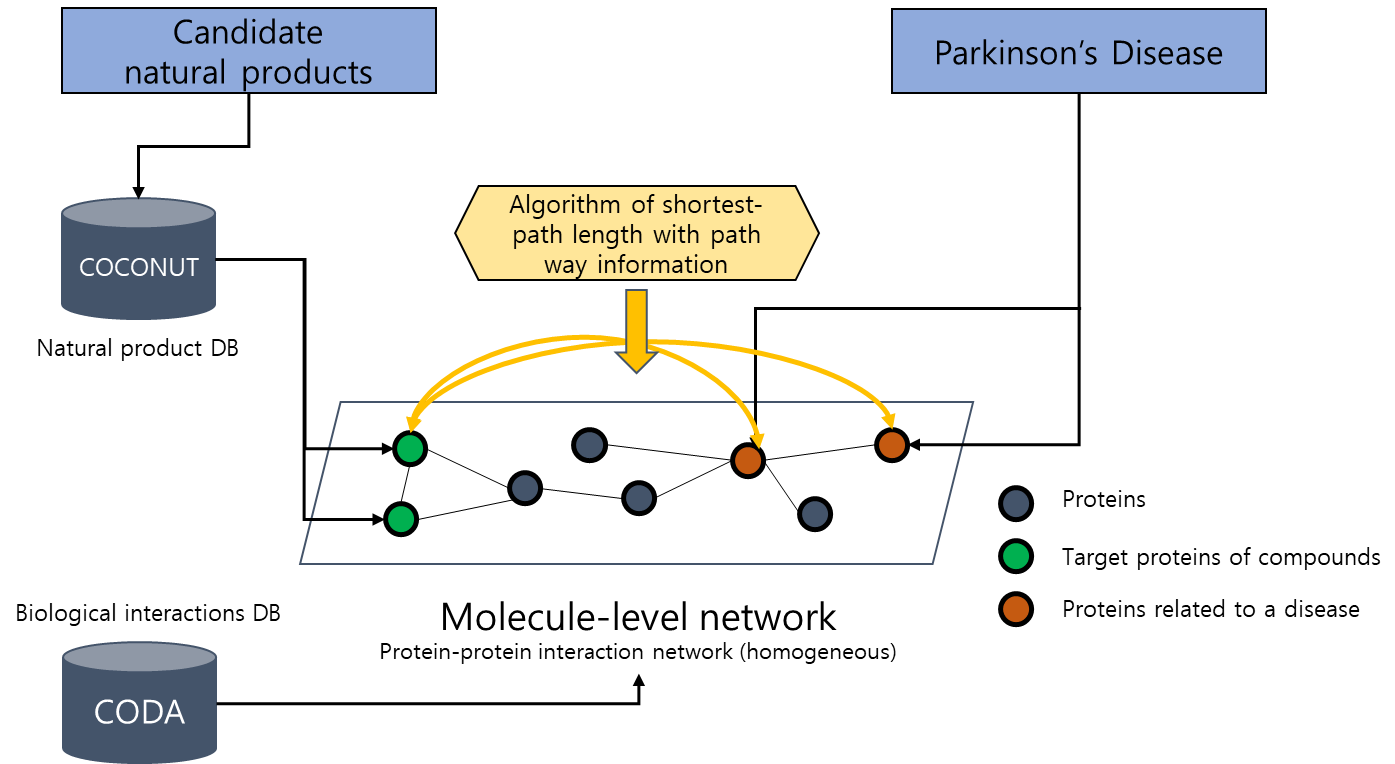 Candidate
natural products
Parkinson's Disease
Algorithm of shortest-
path length with path
way information
COCONUT
Natural product DB
Proteins
Target proteins of compounds
Proteins related to a disease
Biological interactions DB
Molecule-level network
Protein-protein interaction network (homogeneous)
CODA